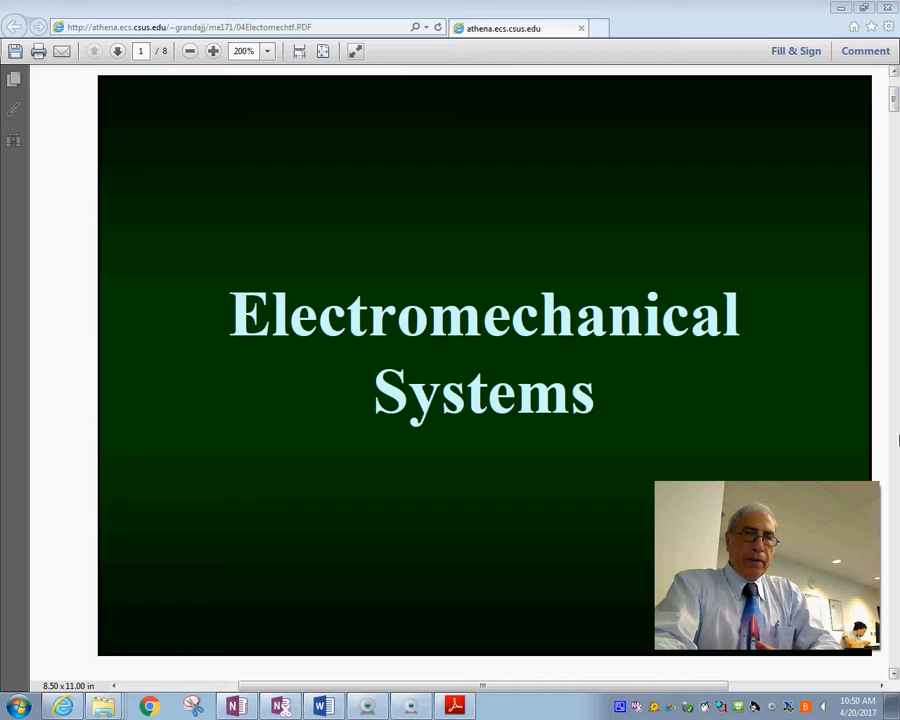 http://athena.ecs.csus.edu/~grandajj/me171/04Electomechtf.PDF
athena.ecs.csus.edu
1 / 8
200%
Fill & Sign
Comment
Electromechanical
Systems
8.50 x 11.00 in
10:50 AM
4/20/2017